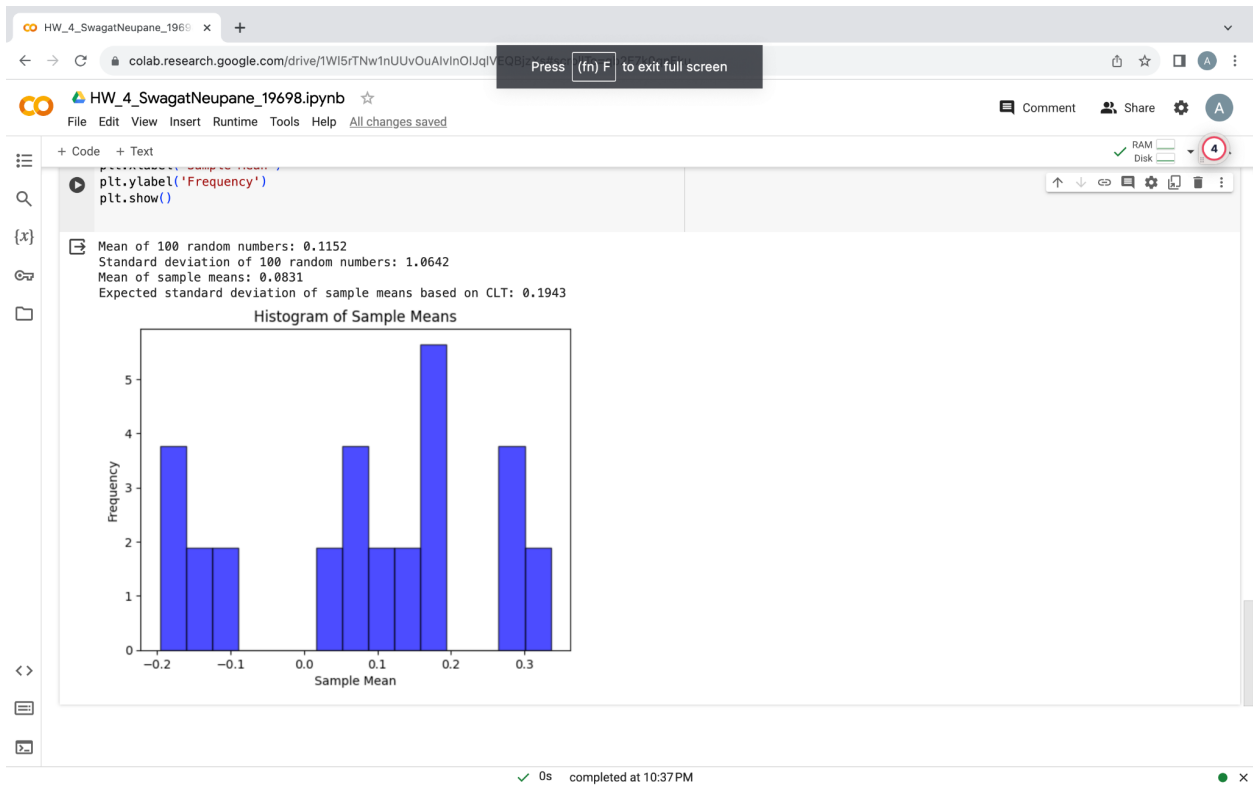 HW_4_SwagatNeupane_1969
colab.research.google.com/drive/1WI5rTNw1nUUvOuAIvInOIJqIVEQBjz
Press (fn) F to exit full screen
HW_4_SwagatNeupane_19698.ipynb
Comment Share A
File Edit View Insert Runtime Tools Help All changes saved
+ Code + Text
RAM
Disk
4
plt.xlabel('Sample Mean')
plt.ylabel('Frequency')
plt.show()
{x}
Mean of 100 random numbers: 0.1152
Standard deviation of 100 random numbers: 1.0642
Mean of sample means: 0.0831
Expected standard deviation of sample means based on CLT: 0.1943
Histogram of Sample Means
5
4
3
2
1
0
Frequency
−0.2 −0.1 0.0 0.1 0.2 0.3
Sample Mean
0s completed at 10:37 PM